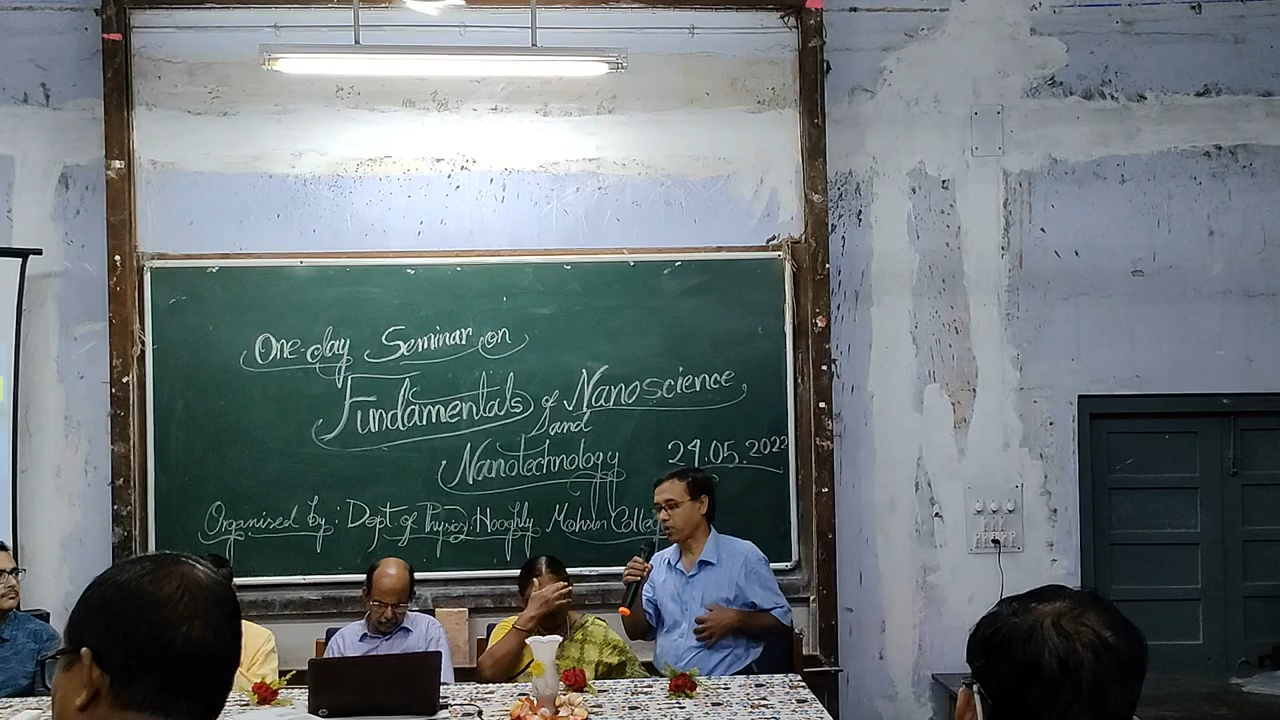 One-day Seminar on
Fundamentals of Nanoscience,
and
Nanotechnology
24.05.2022
Organised by: Dept. of Physics, Hooghly Mohsin College